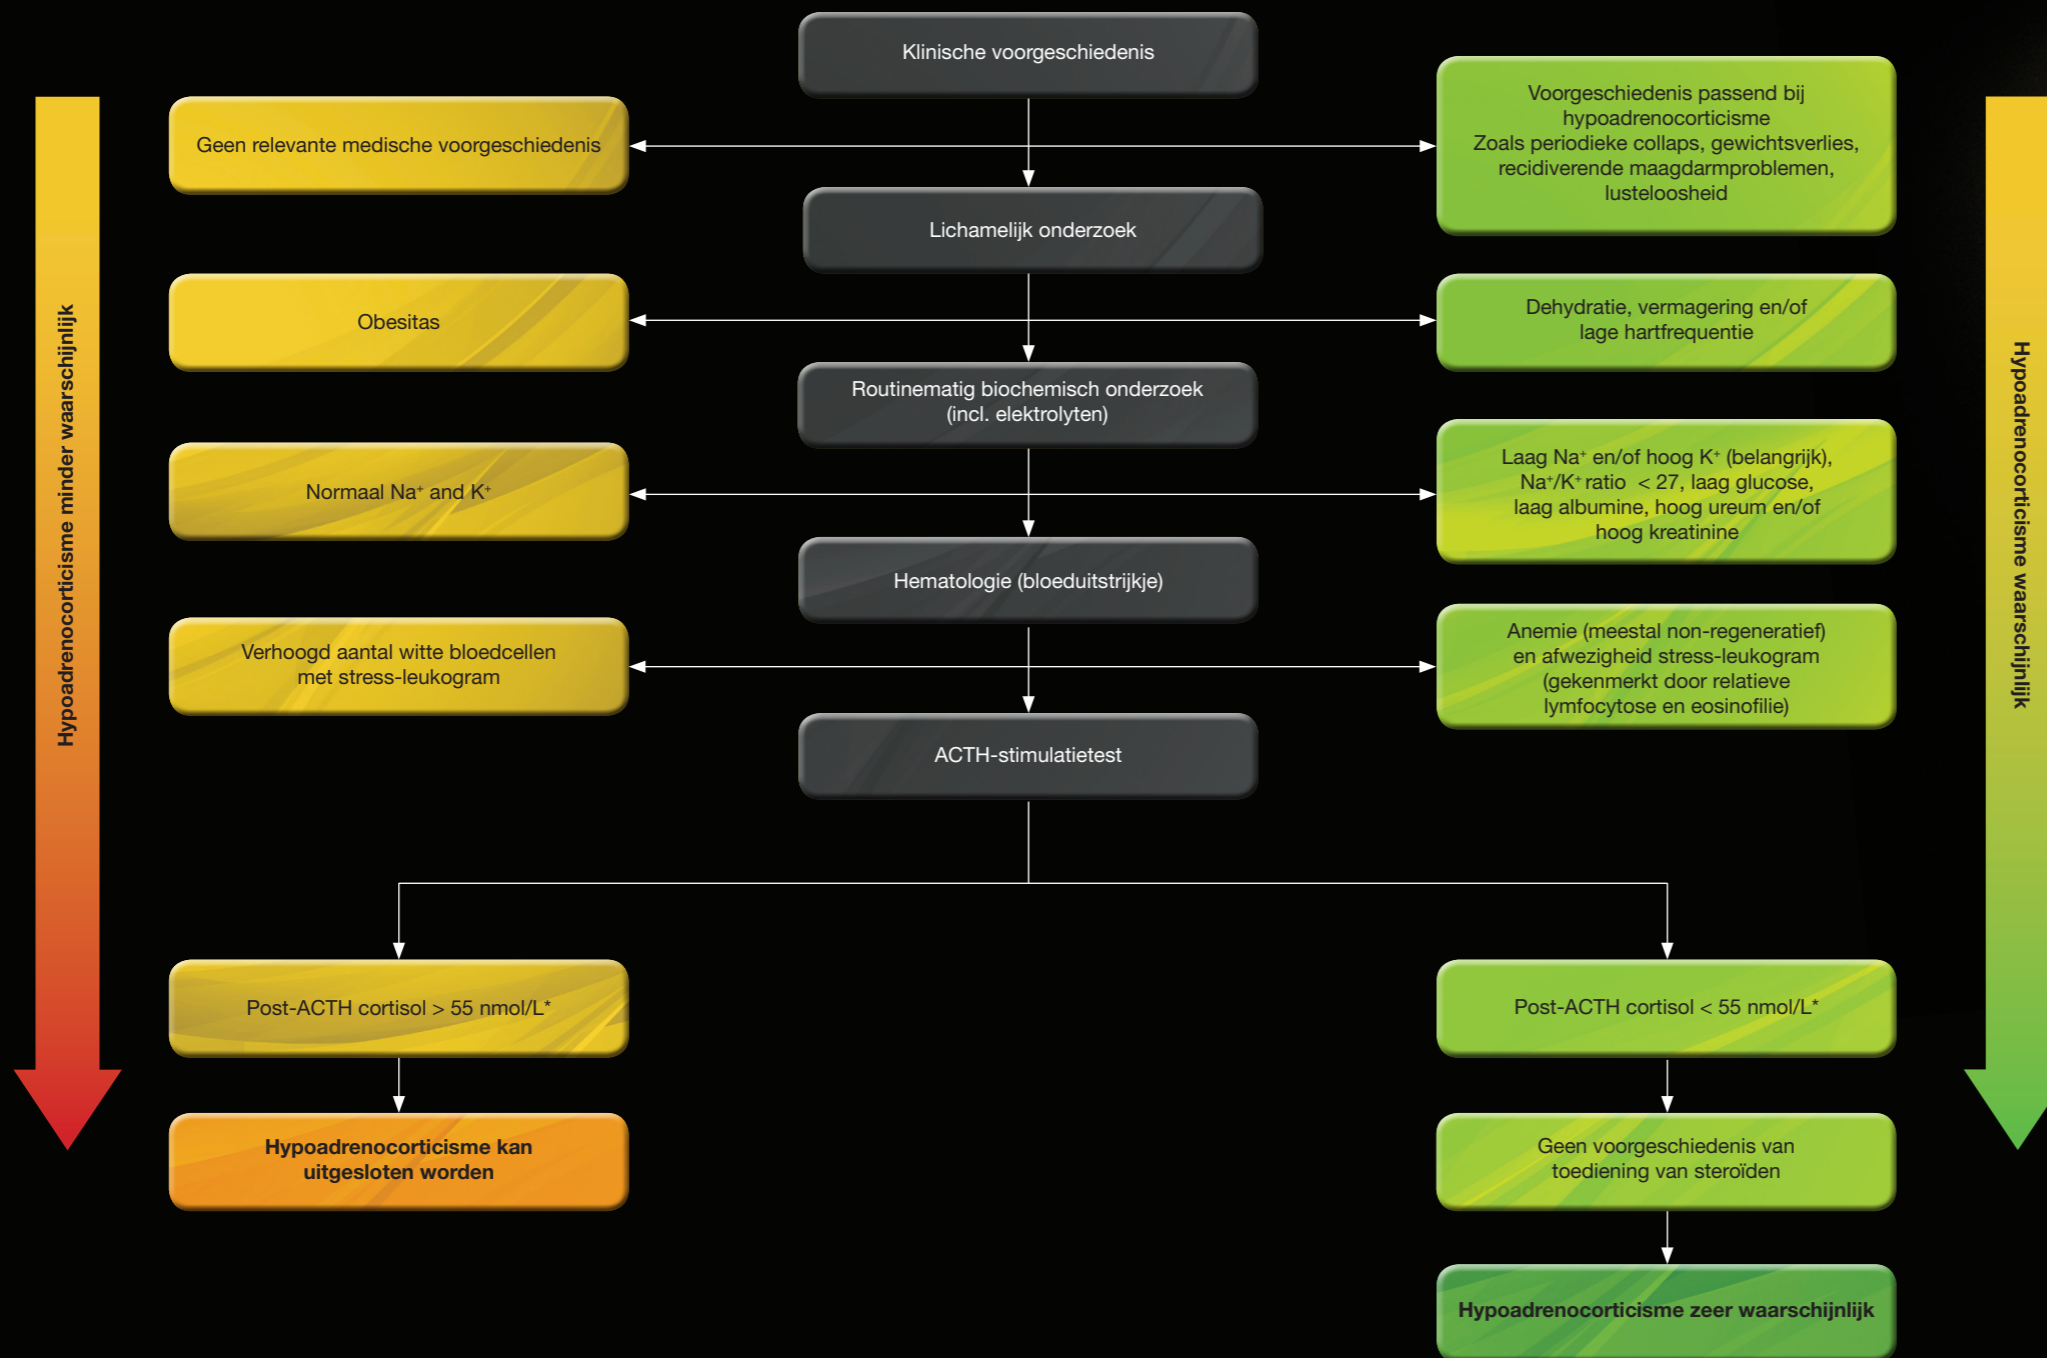 Klinische voorgeschiedenis
Geen relevante medische voorgeschiedenis
Voorgeschiedenis passend bij
hypoadrenocorticisme
Zoals periodieke collaps, gewichtsverlies,
recidiverende maagdarmproblemen,
lusteloosheid
Lichamelijk onderzoek
Obesitas
Dehydratie, vermagering en/of
lage hartfrequentie
Routinematig biochemisch onderzoek
(incl. elektrolyten)
Normaal Na⁺ and K⁺
Laag Na⁺ en/of hoog K⁺ (belangrijk),
Na⁺/K⁺ ratio < 27, laag glucose,
laag albumine, hoog ureum en/of
hoog kreatinine
Hematologie (bloeduitstrijkje)
Verhoogd aantal witte bloedcellen
met stress-leukogram
Anemie (meestal non-regeneratief)
en afwezigheid stress-leukogram
(gekenmerkt door relatieve
lymfocytose en eosinofilie)
ACTH-stimulatietest
Post-ACTH cortisol > 55 nmol/L*
Post-ACTH cortisol < 55 nmol/L*
Hypoadrenocorticisme kan
uitgesloten worden
Geen voorgeschiedenis van
toediening van steroïden
Hypoadrenocorticisme zeer waarschijnlijk
Hypoadrenocorticisme minder waarschijnlijk
Hypoadrenocorticisme waarschijnlijk